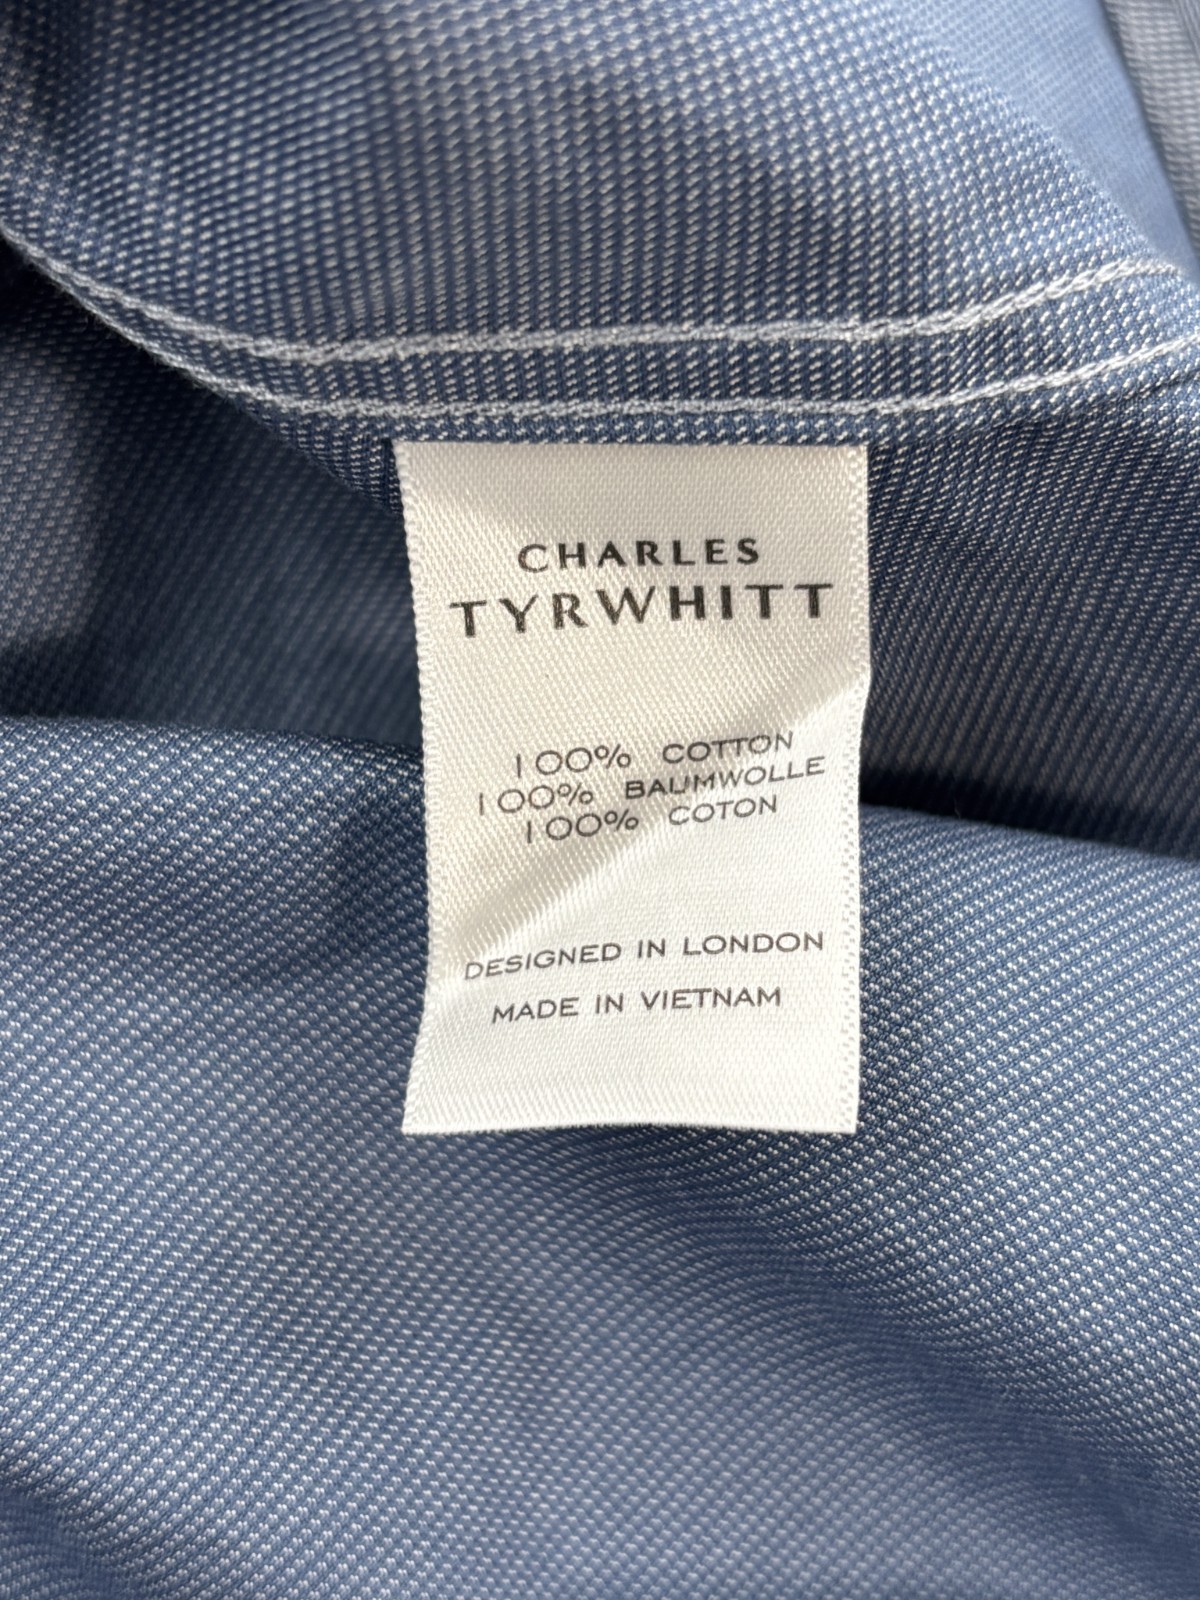 CHARLES
TYRWHITT
100% COTTON
100% BAUMWOLLE
100% COTON
DESIGNED IN LONDON
MADE IN VIETNAM